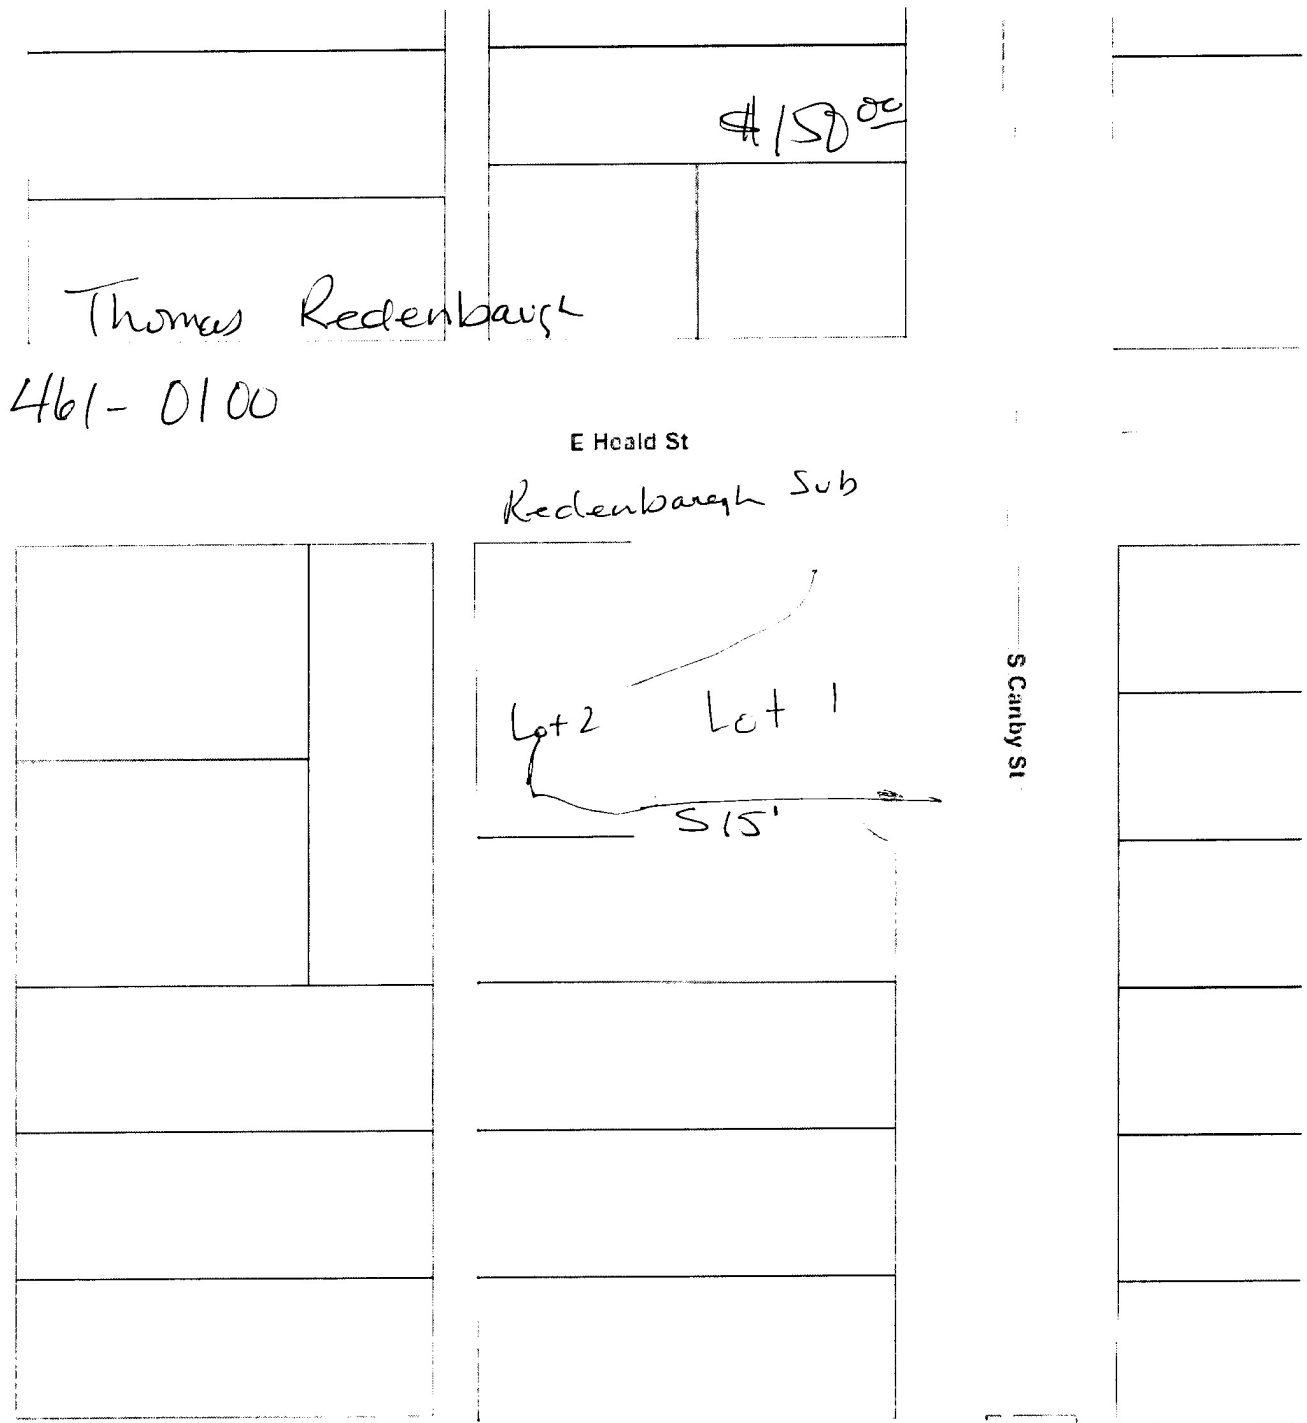 $150 00
Thomas Redenbaugh
461-0100
E Heald St
Redenbaugh Sub
S Canby St
Lot 2 Lot 1
S 15'